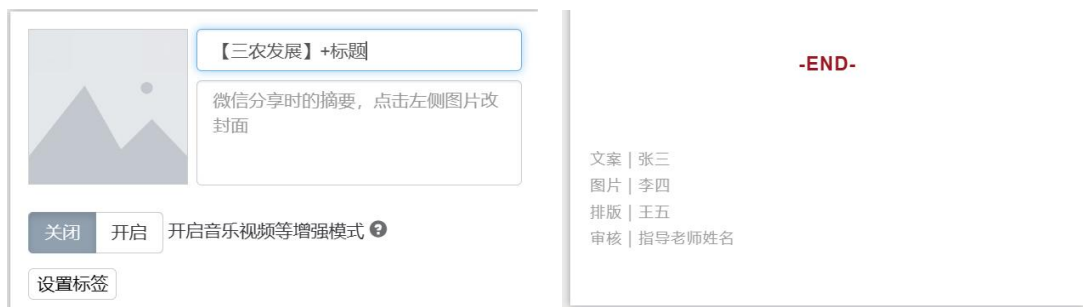 【三农发展】+标题
微信分享时的摘要，点击左侧图片改
封面
关闭 开启 开启音乐视频等增强模式 ?
设置标签
-END-
文案 | 张三
图片 | 李四
排版 | 王五
审核 | 指导老师姓名